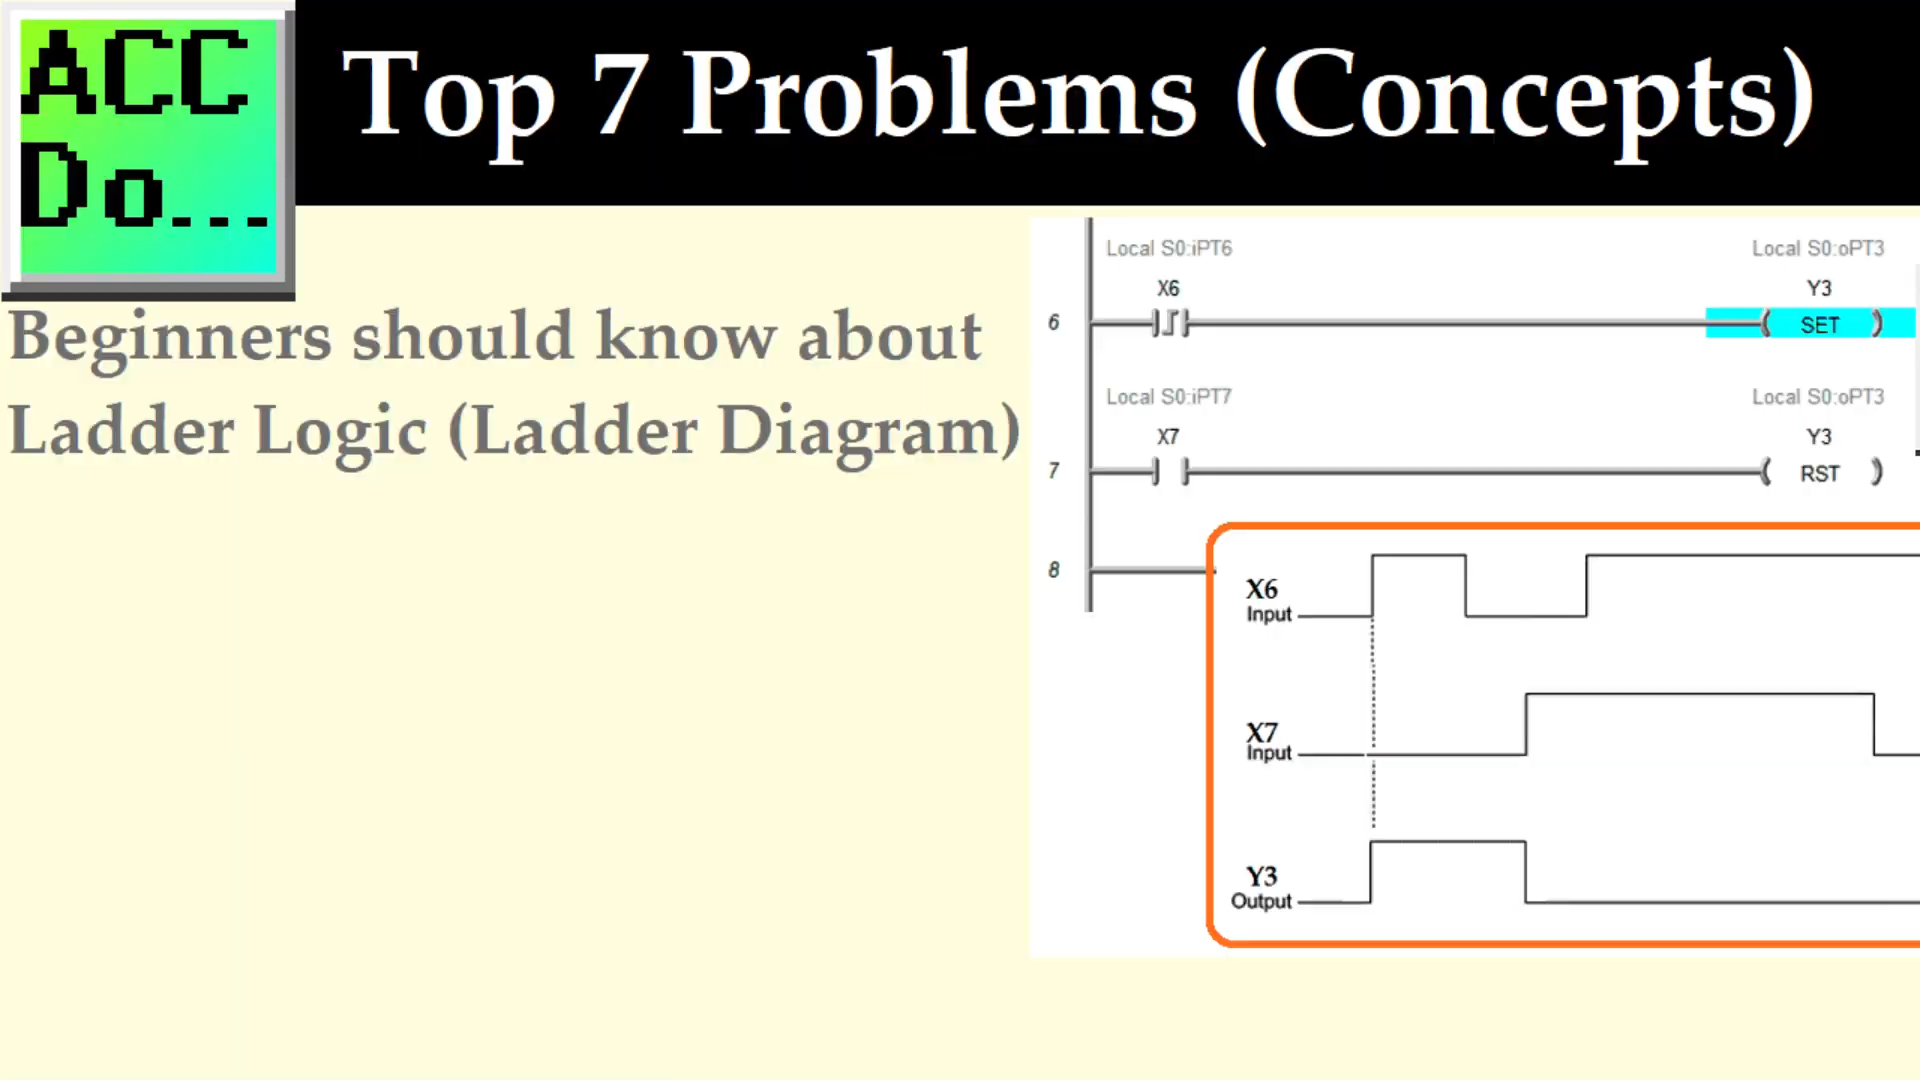 ACC
Do...
Top 7 Problems (Concepts)
Beginners should know about
Ladder Logic (Ladder Diagram)
Local S0:iPT6
Local S0:oPT3
X6
Y3
6
SET
Local S0:iPT7
Local S0:oPT3
X7
Y3
7
RST
8
X6
Input
X7
Input
Y3
Output